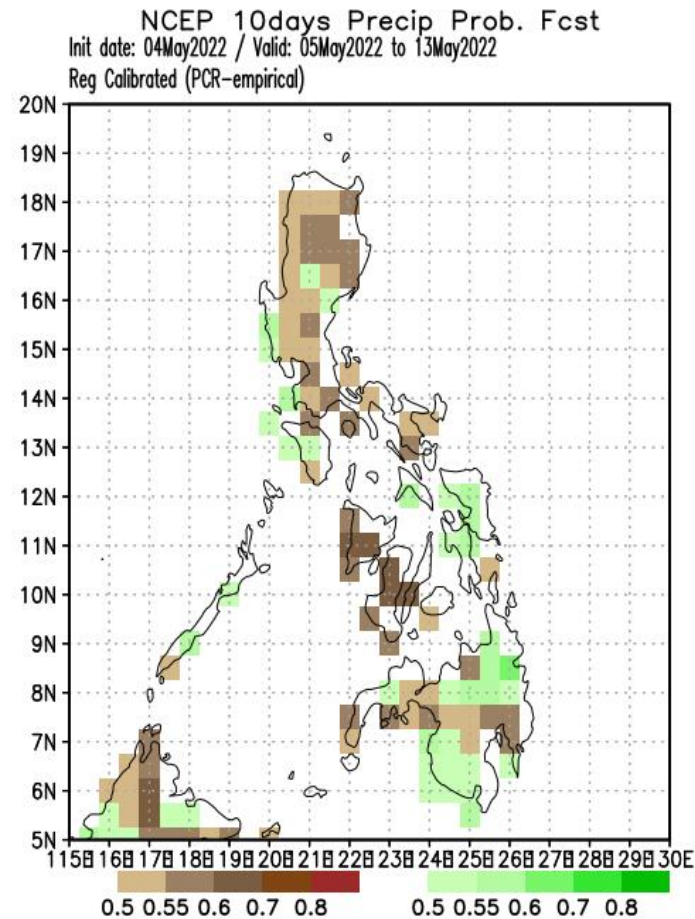 NCEP 10days Precip Prob. Fcst
Init date: 04May2022 / Valid: 05May2022 to 13May2022
Reg Calibrated (PCR-empirical)
20N
19N
18N
17N
16N
15N
14N
13N
12N
11N
10N
9N
8N
7N
6N
5N
115E 116E 117E 118E 119E 120E 121E 122E 123E 124E 125E 126E 127E 128E 129E 130E
0.5 0.55 0.6 0.7 0.8 0.5 0.55 0.6 0.7 0.8